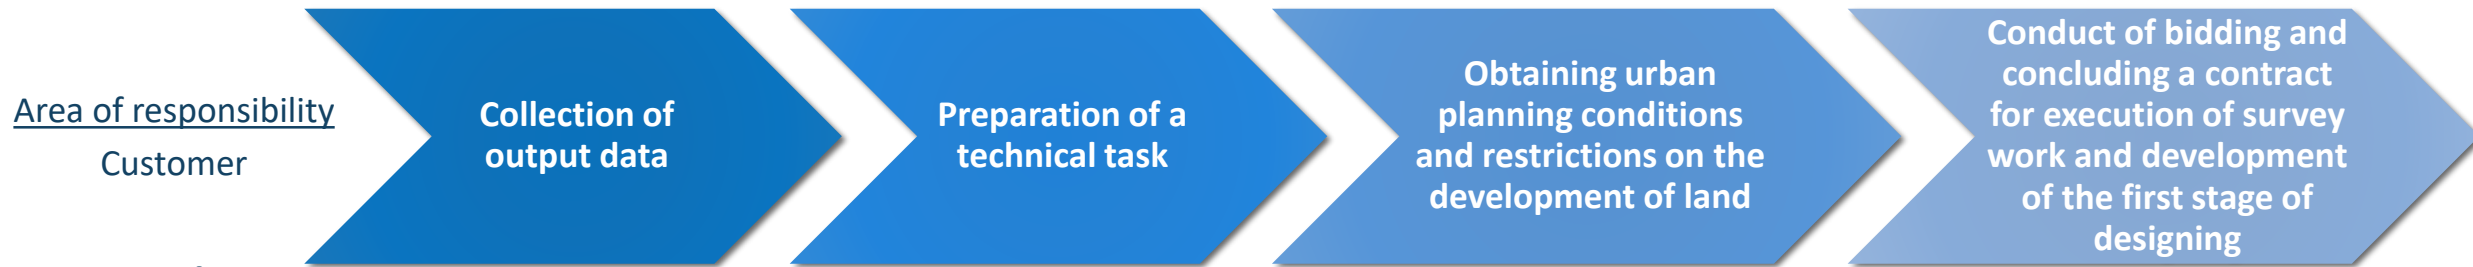 Area of responsibility
Customer
Collection of
output data
Preparation of a
technical task
Obtaining urban
planning conditions
and restrictions on the
development of land
Conduct of bidding and
concluding a contract
for execution of survey
work and development
of the first stage of
designing